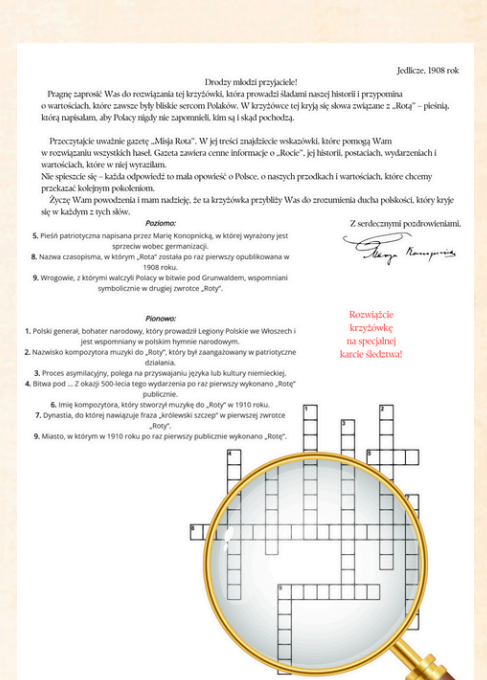 Jedlicze, 1908 rok
Drodzy młodzi przyjaciele!
Pragnę zaprosić Was do rozwiązania tej krzyżówki, która prowadzi śladami naszej historii i przypomina
o wartościach, które zawsze były bliskie sercom Polaków. W krzyżówce tej kryją się słowa związane z „Rotą” – pieśnią,
którą napisałam, aby Polacy nigdy nie zapomnieli, kim są i skąd pochodzą.
Przeczytajcie uważnie gazetę „Misja Rota”. W jej treści znajdziecie wskazówki, które pomogą Wam
w rozwiązaniu wszystkich haseł. Gazeta zawiera cenne informacje o „Rocie”, jej historii, postaciach, wydarzeniach i
wartościach, które w niej wyraziłam.
Nie spieszcie się – każda odpowiedź to mała opowieść o Polsce, o naszych przodkach i wartościach, które chcemy
przekazać kolejnym pokoleniom.
Życzę Wam powodzenia i mam nadzieję, że ta krzyżówka przybliży Was do zrozumienia ducha polskości, który kryje
się w każdym z tych słów.
Z serdecznymi pozdrowieniami,
Marya Konopnicka
Poziomo:
5. Pieśń patriotyczna napisana przez Marię Konopnicką, w której wyrażony jest
sprzeciw wobec germanizacji.
8. Nazwa czasopisma, w którym „Rota” została po raz pierwszy opublikowana w
1908 roku.
9. Wrogowie, z którymi walczyli Polacy w bitwie pod Grunwaldem, wspomniani
symbolicznie w drugiej zwrotce „Roty”.
Pionowo:
1. Polski generał, bohater narodowy, który prowadził Legiony Polskie we Włoszech i
jest wspomniany w polskim hymnie narodowym.
2. Nazwisko kompozytora muzyki do „Roty”, który był zaangażowany w patriotyczne
działania.
3. Proces asymilacyjny, polega na przyswajaniu języka lub kultury niemieckiej.
4. Bitwa pod ... Z okazji 500-lecia tego wydarzenia po raz pierwszy wykonano „Rotę”
publicznie.
6. Imię kompozytora, który stworzył muzykę do „Roty” w 1910 roku.
7. Dynastia, do której nawiązuje fraza „królewski szczep” w pierwszej zwrotce
„Roty”.
9. Miasto, w którym w 1910 roku po raz pierwszy publicznie wykonano „Rotę”.
Rozwiążcie
krzyżówkę
na specjalnej
karcie śledztwa!
1
2
3
4
7
8